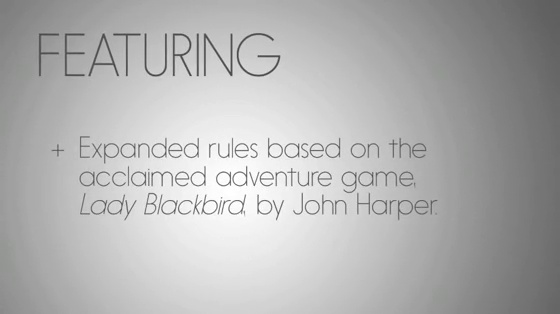 FEATURING
+ Expanded rules based on the
acclaimed adventure game,
Lady Blackbird, by John Harper.